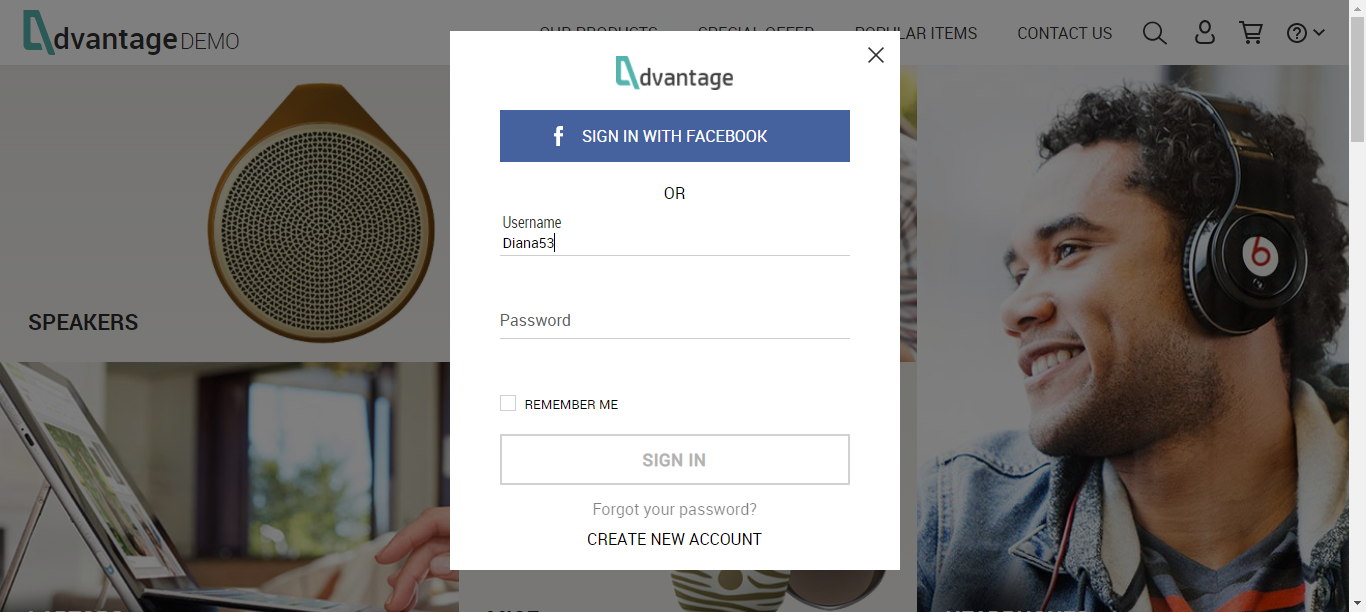 dvantage DEMO
OUR PRODUCTS SPECIAL OFFER POPULAR ITEMS CONTACT US
dvantage
SIGN IN WITH FACEBOOK
OR
Username
Diana53
Password
REMEMBER ME
SIGN IN
Forgot your password?
CREATE NEW ACCOUNT
SPEAKERS